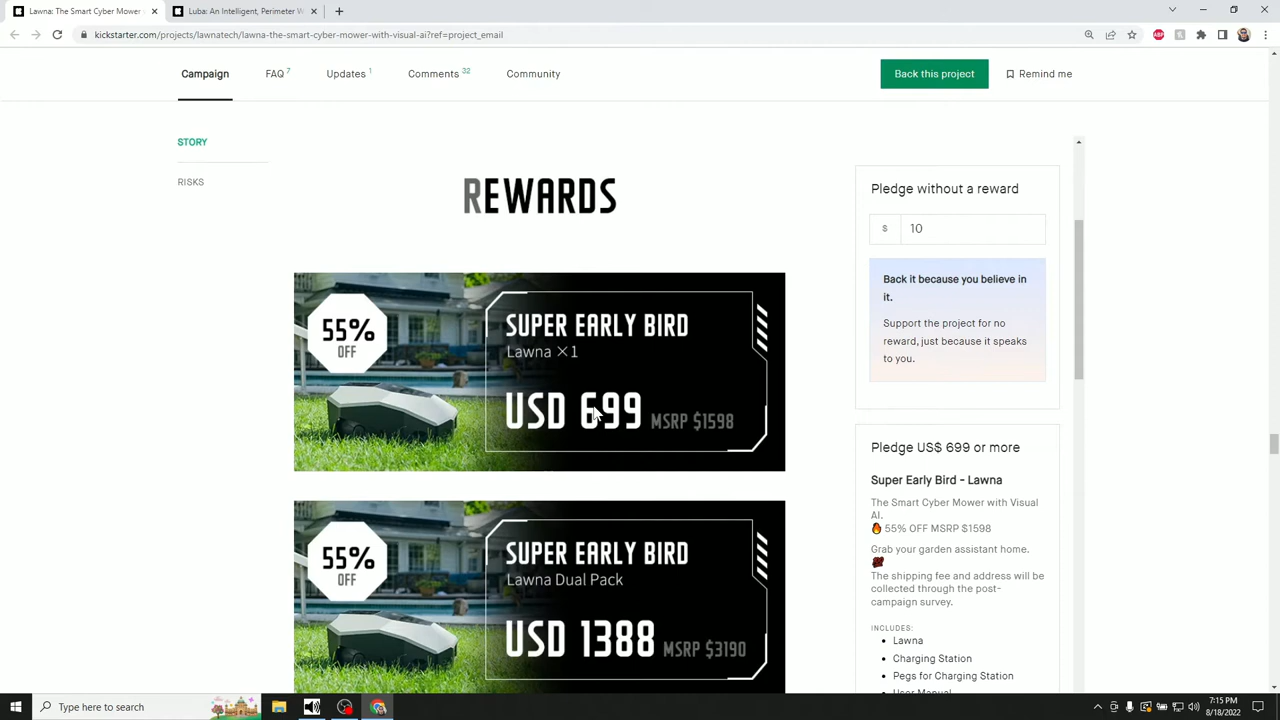 Lawna: The Smart Cyber Mower
Luba: An Intelligent, Perimeter W
kickstarter.com/projects/lawnatech/lawna-the-smart-cyber-mower-with-visual-ai?ref=project_email
Campaign
FAQ 7
Updates 1
Comments 32
Community
Back this project
Remind me
STORY
RISKS
REWARDS
55%
OFF
SUPER EARLY BIRD
Lawna ×1
USD 699 MSRP $1598
55%
OFF
SUPER EARLY BIRD
Lawna Dual Pack
USD 1388 MSRP $3190
Pledge without a reward
$ 10
Back it because you believe in
it.
Support the project for no
reward, just because it speaks
to you.
Pledge US$ 699 or more
Super Early Bird - Lawna
The Smart Cyber Mower with Visual
AI.
🔥 55% OFF MSRP $1598
Grab your garden assistant home.
The shipping fee and address will be
collected through the post-
campaign survey.
INCLUDES:
• Lawna
• Charging Station
• Pegs for Charging Station
• User Manual
Type here to search
7:15 PM
8/18/2022